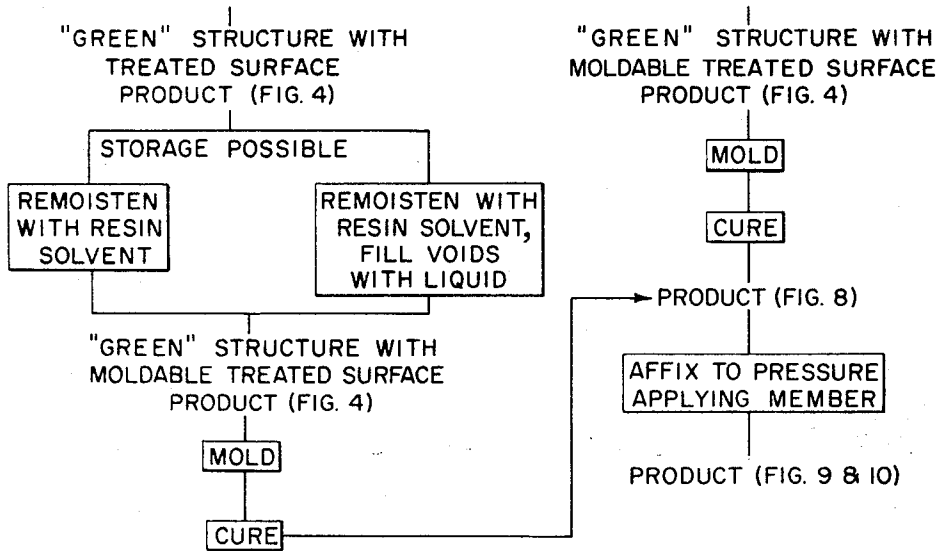 "GREEN" STRUCTURE WITH
TREATED SURFACE
PRODUCT (FIG. 4)
STORAGE POSSIBLE
REMOISTEN
WITH RESIN
SOLVENT
REMOISTEN WITH
RESIN SOLVENT,
FILL VOIDS
WITH LIQUID
"GREEN" STRUCTURE WITH
MOLDABLE TREATED SURFACE
PRODUCT (FIG. 4)
MOLD
CURE
"GREEN" STRUCTURE WITH
MOLDABLE TREATED SURFACE
PRODUCT (FIG. 4)
MOLD
CURE
PRODUCT (FIG. 8)
AFFIX TO PRESSURE
APPLYING MEMBER
PRODUCT (FIG. 9 & 10)